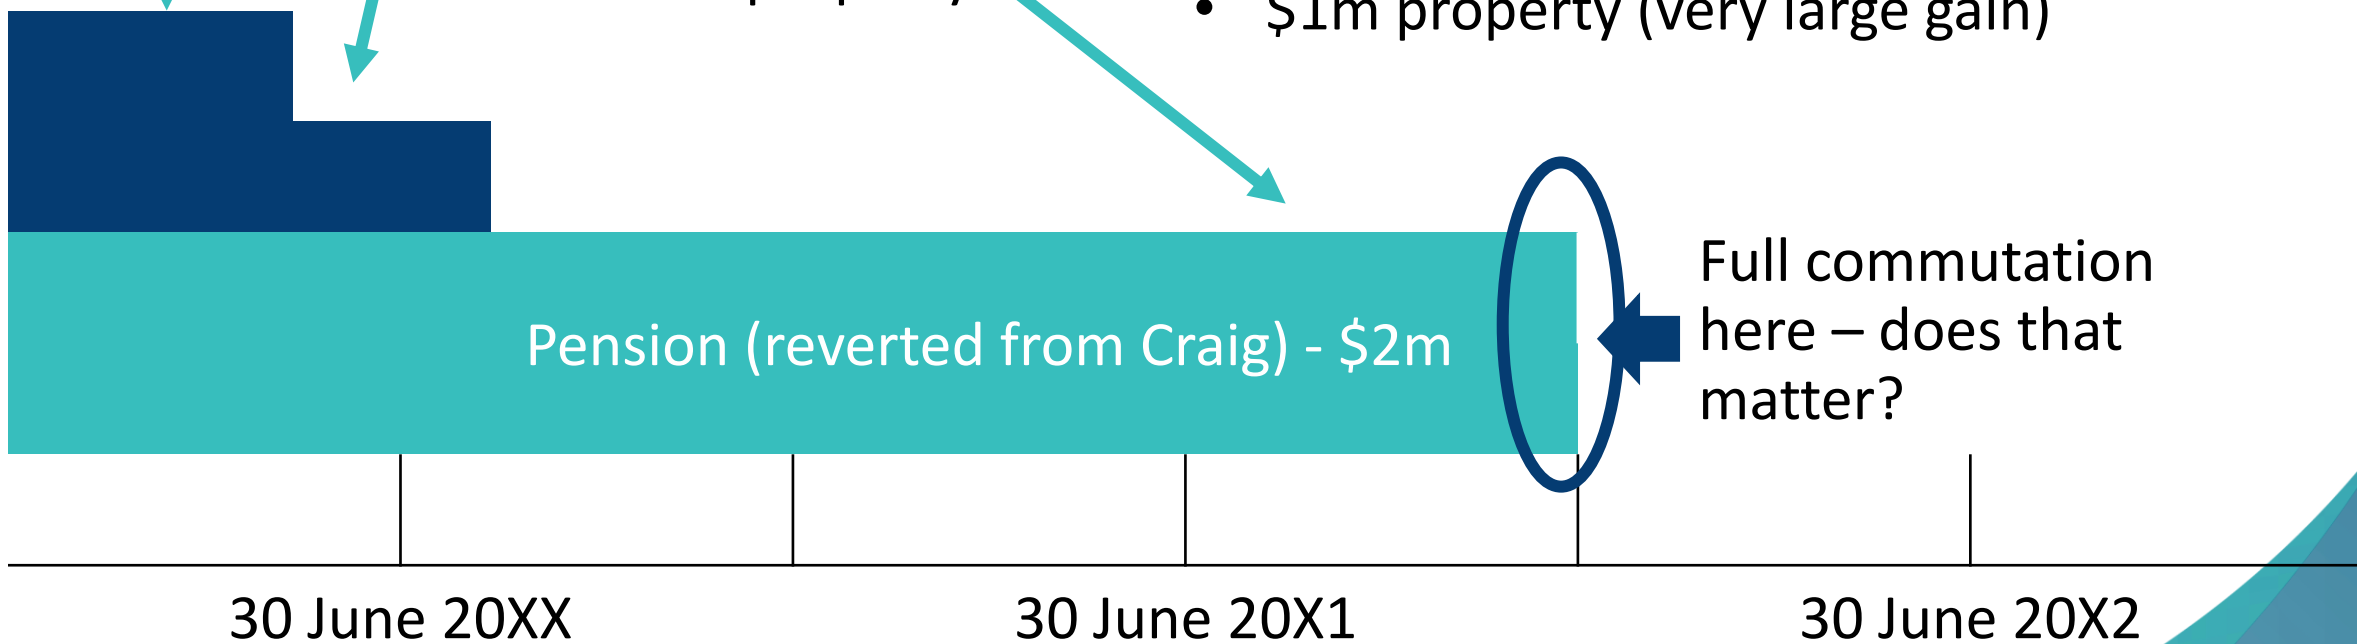 property
• $1m property (very large gain)
Full commutation
here – does that
matter?
Pension (reverted from Craig) - $2m
30 June 20XX
30 June 20X1
30 June 20X2